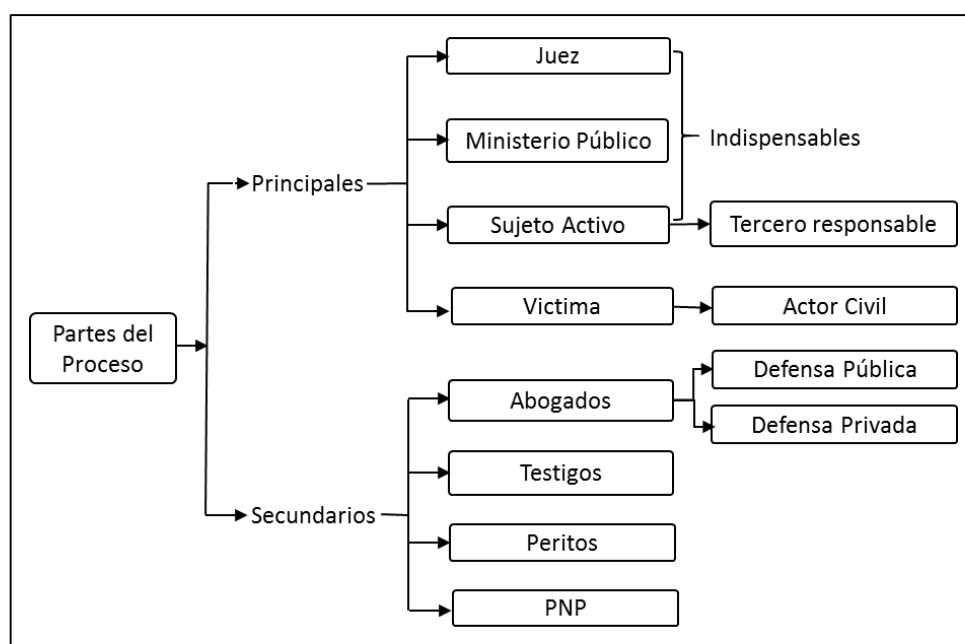 Partes del
Proceso
Principales
Juez
Ministerio Público
Sujeto Activo
Victima
Indispensables
Tercero responsable
Actor Civil
Secundarios
Abogados
Defensa Pública
Defensa Privada
Testigos
Peritos
PNP